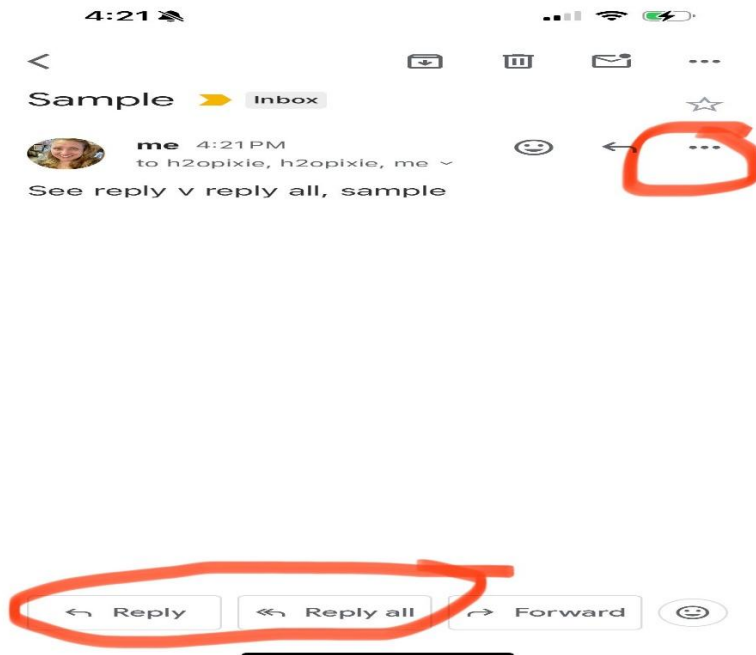 4:21
Sample Inbox
me 4:21 PM
to h2opixie, h2opixie, me
See reply v reply all, sample
Reply Reply all Forward